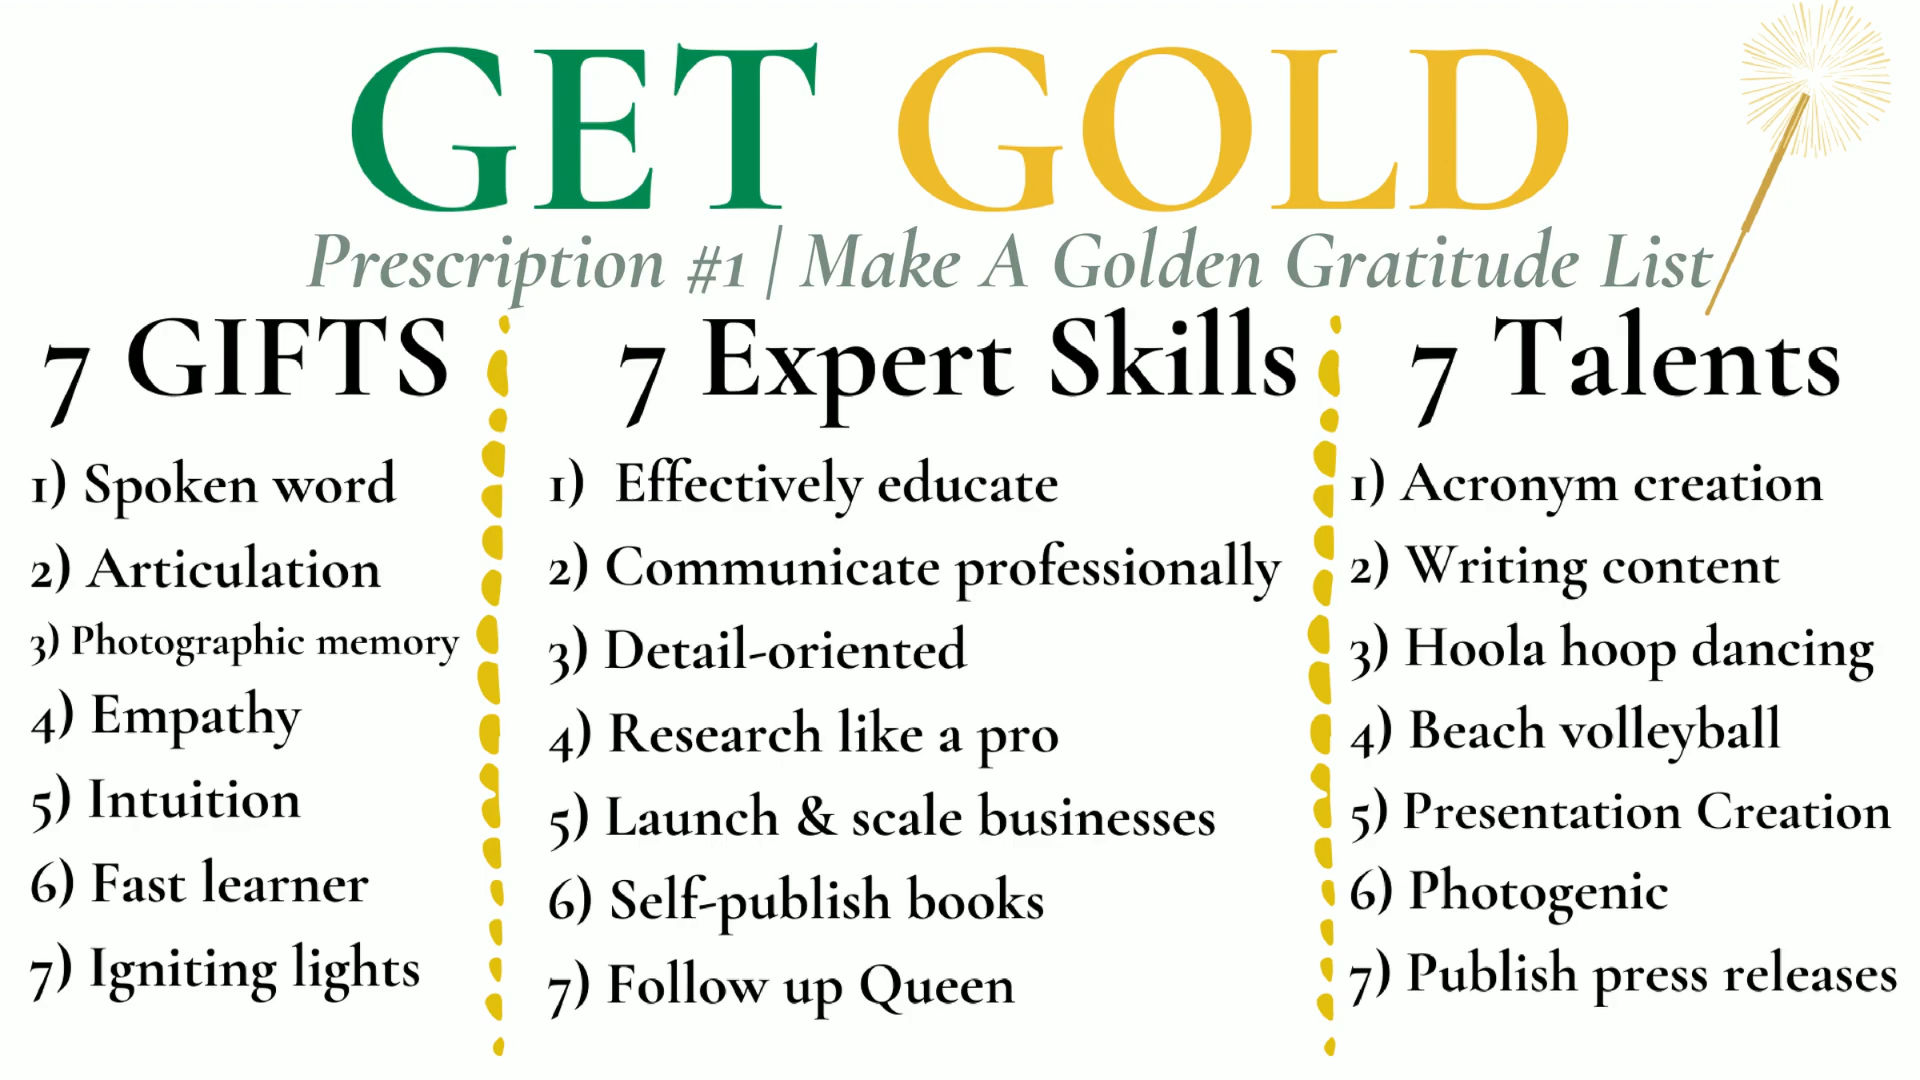 GET GOLD
Prescription #1 | Make A Golden Gratitude List
7 GIFTS
1) Spoken word
2) Articulation
3) Photographic memory
4) Empathy
5) Intuition
6) Fast learner
7) Igniting lights
7 Expert Skills
1) Effectively educate
2) Communicate professionally
3) Detail-oriented
4) Research like a pro
5) Launch & scale businesses
6) Self-publish books
7) Follow up Queen
7 Talents
1) Acronym creation
2) Writing content
3) Hoola hoop dancing
4) Beach volleyball
5) Presentation Creation
6) Photogenic
7) Publish press releases